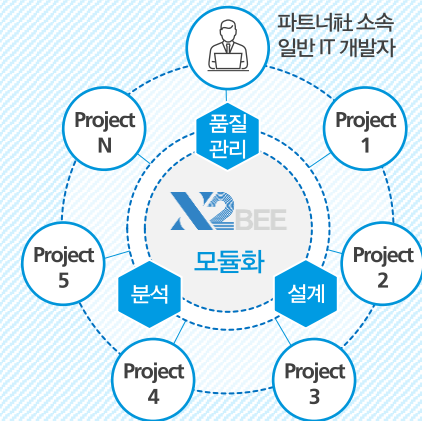 파트너社 소속
일반 IT 개발자
Project
N
품질
관리
Project
1
X2BEE
모듈화
Project
5
Project
2
분석
설계
Project
4
Project
3